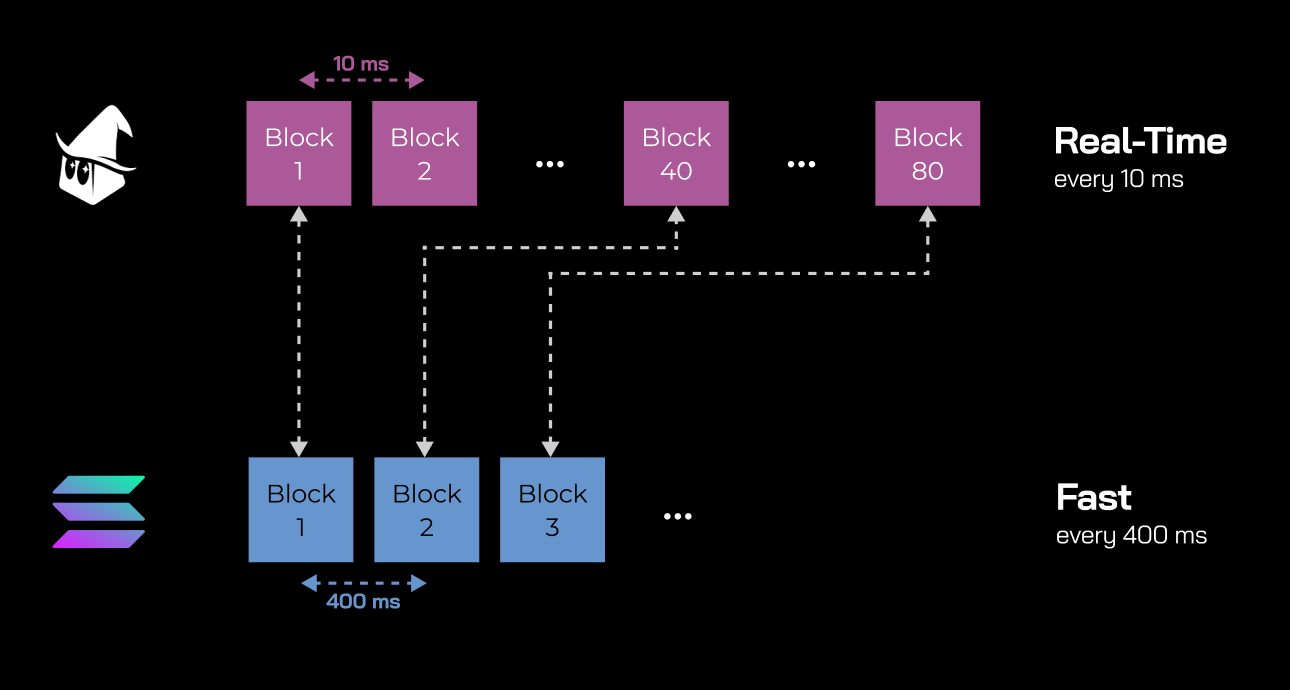 10 ms
Block
1
Block
2
...
Block
40
...
Block
80
Real-Time
every 10 ms
Block
1
Block
2
Block
3
...
Fast
every 400 ms
400 ms